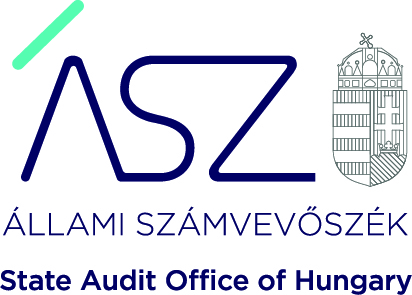 ÁSZ
ÁLLAMI SZÁMVEVŐSZÉK
State Audit Office of Hungary